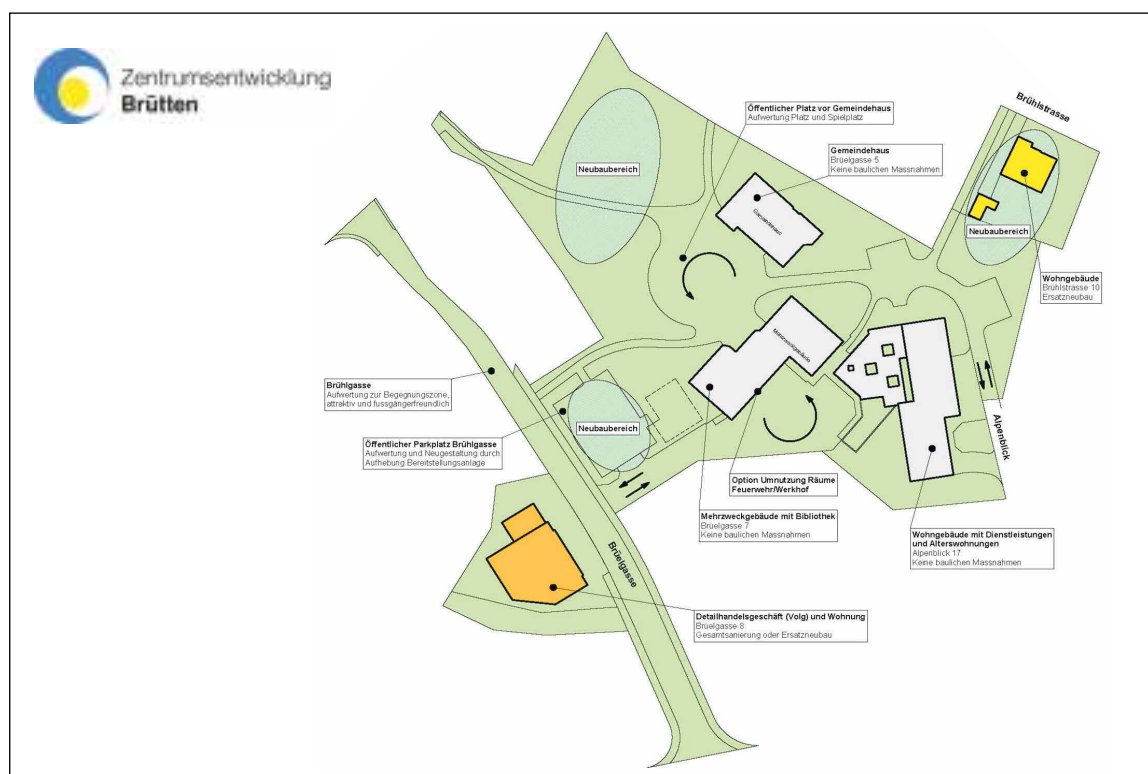 Zentrumsentwicklung
Brütten
Brühlstrasse
Öffentlicher Platz vor Gemeindehaus
Aufwertung Platz und Spielplatz
Gemeindehaus
Brüelgasse 5
Keine baulichen Massnahmen
Neubaubereich
Gemeindehaus
Neubaubereich
Wohngebäude
Brühlstrasse 10
Ersatzneubau
Mehrzweckgebäude
Brühlgasse
Aufwertung zur Begegnungszone,
attraktiv und fussgängerfreundlich
Öffentlicher Parkplatz Brühlgasse
Aufwertung und Neugestaltung durch
Aufhebung Bereitstellungsanlage
Neubaubereich
Alpenblick
Option Umnutzung Räume
Feuerwehr/Werkhof
Mehrzweckgebäude mit Bibliothek
Brüelgasse 7
Keine baulichen Massnahmen
Wohngebäude mit Dienstleistungen
und Alterswohnungen
Alpenblick 17
Keine baulichen Massnahmen
Brüelgasse
Detailhandelsgeschäft (Volg) und Wohnung
Brüelgasse 8
Gesamtsanierung oder Ersatzneubau